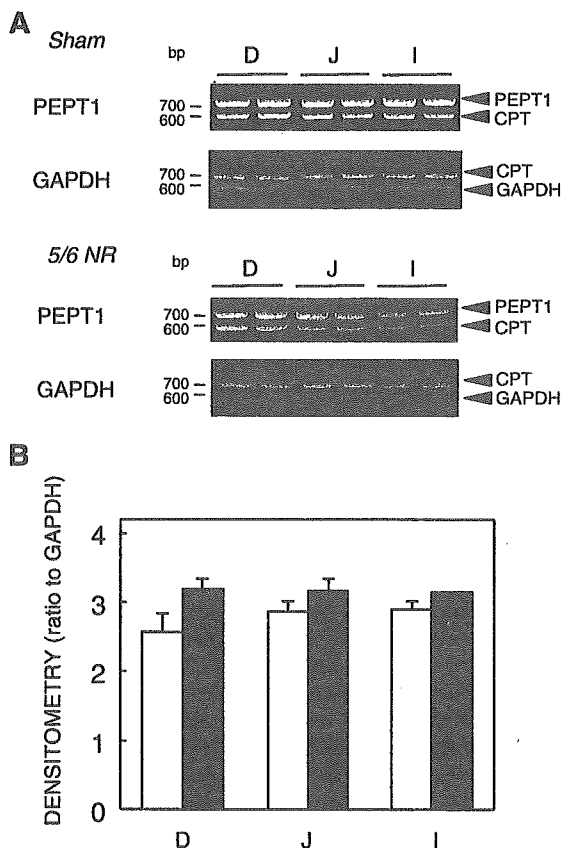 A
Sham
bp
D J I
PEPT1
700
600
PEPT1
CPT
GAPDH
700
600
CPT
GAPDH
5/6 NR
bp
D J I
PEPT1
700
600
PEPT1
CPT
GAPDH
700
600
CPT
GAPDH
B
DENSITOMETRY (ratio to GAPDH)
4
3
2
1
0
D J I